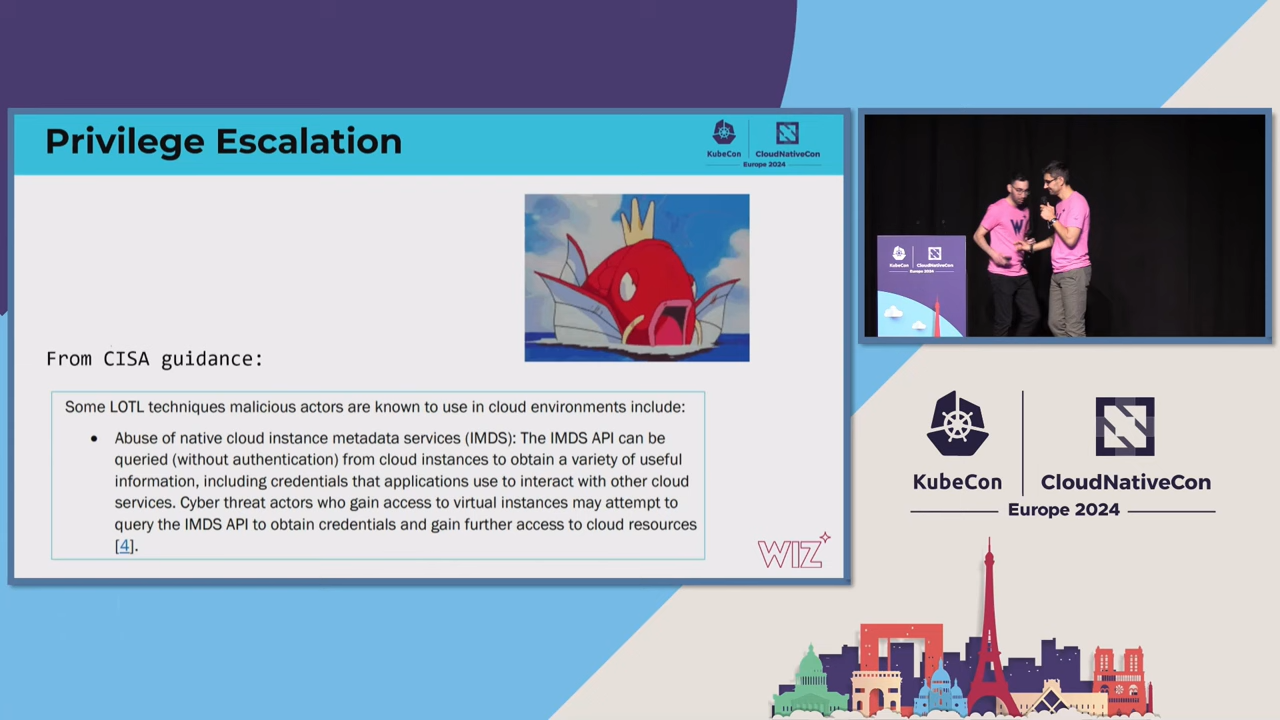 Privilege Escalation
KubeCon
CloudNativeCon
Europe 2024
From CISA guidance:
Some LOTL techniques malicious actors are known to use in cloud environments include:
• Abuse of native cloud instance metadata services (IMDS): The IMDS API can be
queried (without authentication) from cloud instances to obtain a variety of useful
information, including credentials that applications use to interact with other cloud
services. Cyber threat actors who gain access to virtual instances may attempt to
query the IMDS API to obtain credentials and gain further access to cloud resources
[4].
WIZ
KubeCon
CloudNativeCon
Europe 2024
KubeCon
CloudNativeCon
Europe 2024